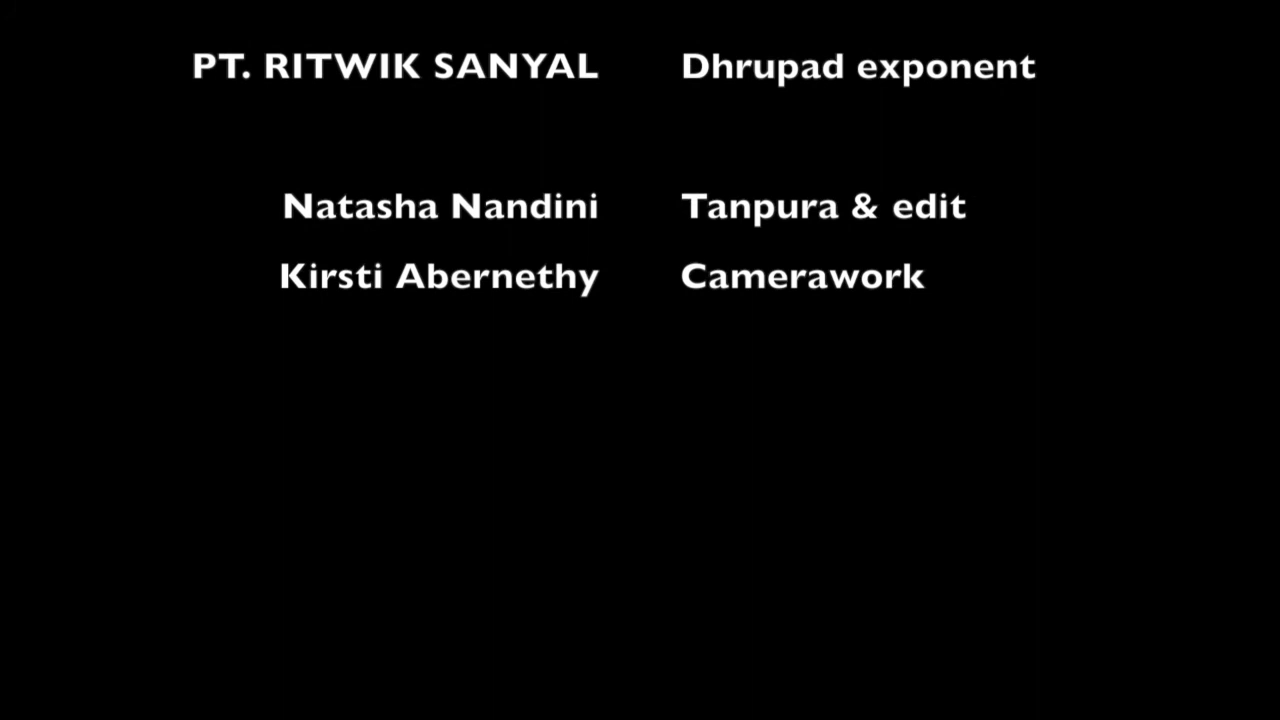 PT. RITWIK SANYAL Dhrupad exponent
Natasha Nandini Tanpura & edit
Kirsti Abernethy Camerawork